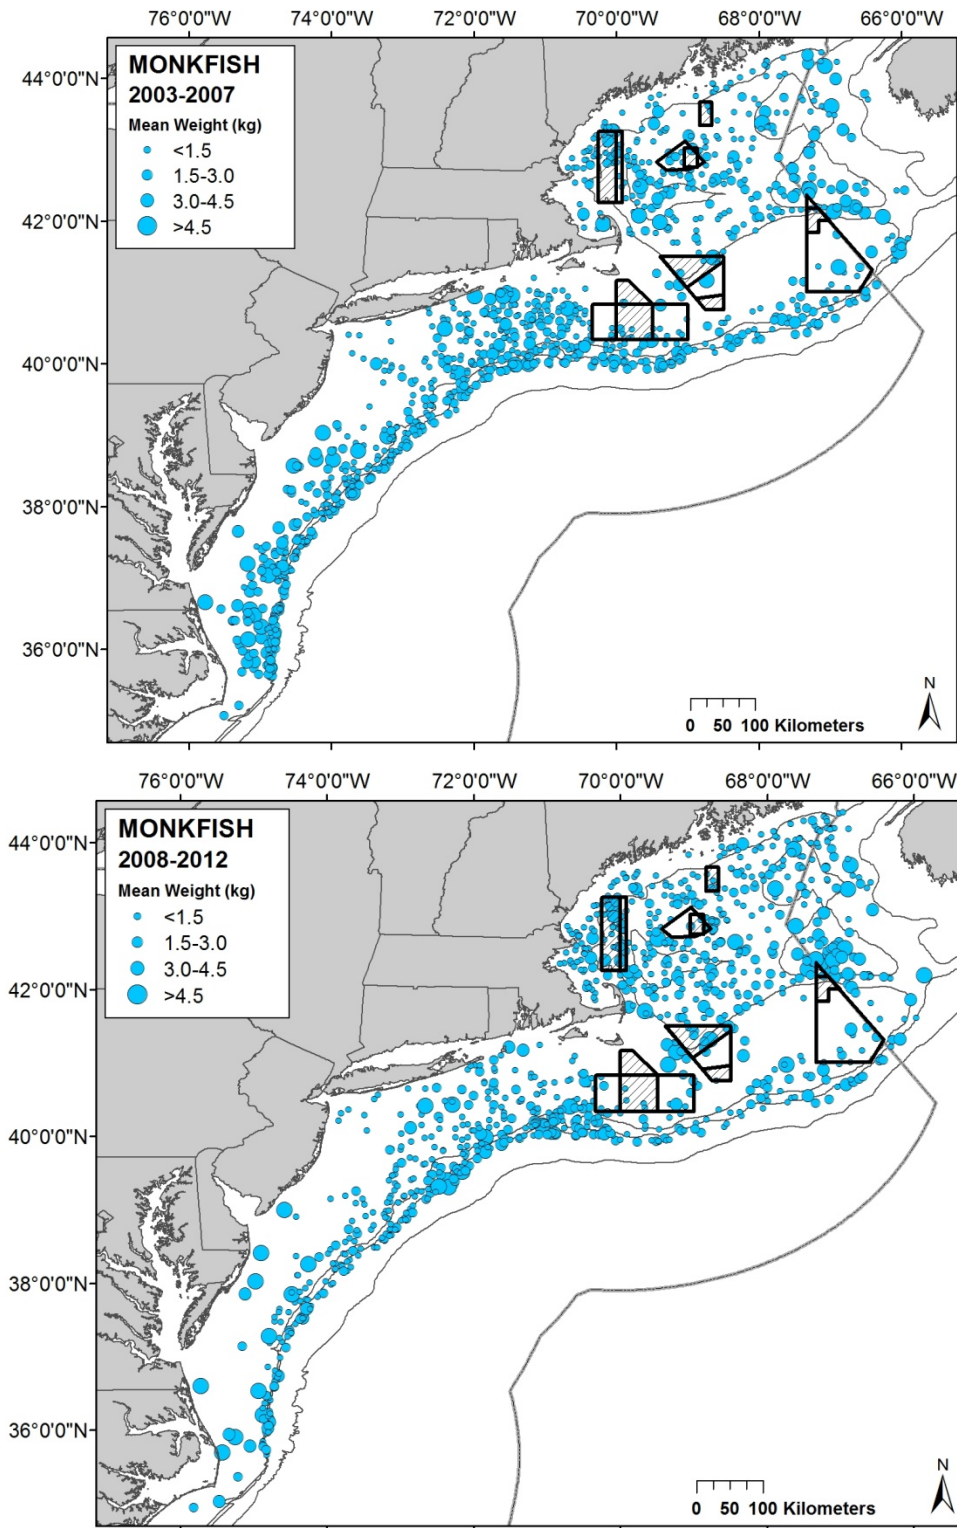 76°0'0"W 74°0'0"W 72°0'0"W 70°0'0"W 68°0'0"W 66°0'0"W
MONKFISH
2003-2007
Mean Weight (kg)
<1.5
1.5-3.0
3.0-4.5
>4.5
44°0'0"N
42°0'0"N
40°0'0"N
38°0'0"N
36°0'0"N
N
0 50 100 Kilometers
76°0'0"W 74°0'0"W 72°0'0"W 70°0'0"W 68°0'0"W 66°0'0"W
MONKFISH
2008-2012
Mean Weight (kg)
<1.5
1.5-3.0
3.0-4.5
>4.5
44°0'0"N
42°0'0"N
40°0'0"N
38°0'0"N
36°0'0"N
N
0 50 100 Kilometers